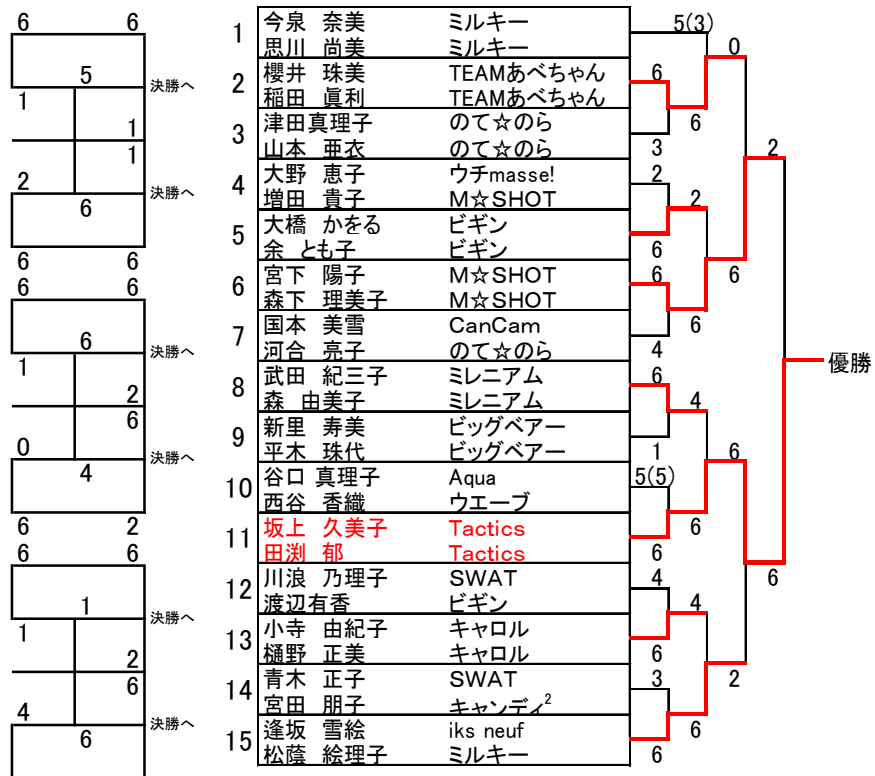 6 6
5
決勝へ
1
1
1
2
決勝へ
6
6 6
6 6
6
決勝へ
1
2
6
0
決勝へ
4
6 2
6 6
1
決勝へ
1
2
6
4
決勝へ
6
1 今泉 奈美 ミルキー
思川 尚美 ミルキー
2 櫻井 珠美 TEAMあべちゃん
稲田 眞利 TEAMあべちゃん
3 津田真理子 のて☆のら
山本 亜衣 のて☆のら
4 大野 恵子 ウチmasse!
増田 貴子 M☆SHOT
5 大橋 かをる ビギン
余 とも子 ビギン
6 宮下 陽子 M☆SHOT
森下 理美子 M☆SHOT
7 国本 美雪 CanCam
河合 亮子 のて☆のら
8 武田 紀三子 ミレニアム
森 由美子 ミレニアム
9 新里 寿美 ビッグベアー
平木 珠代 ビッグベアー
10 谷口 真理子 Aqua
西谷 香織 ウエーブ
11 坂上 久美子 Tactics
田渕 郁 Tactics
12 川浪 乃理子 SWAT
渡辺有香 ビギン
13 小寺 由紀子 キャロル
樋野 正美 キャロル
14 青木 正子 SWAT
宮田 朋子 キャンディ²
15 逢坂 雪絵 iks neuf
松蔭 絵理子 ミルキー
5(3)
0
6
6
3
2
2
2
6
6
6
6
4
6
4
1
6
5(5)
6
6
4
6
4
6
3
2
6
6
優勝